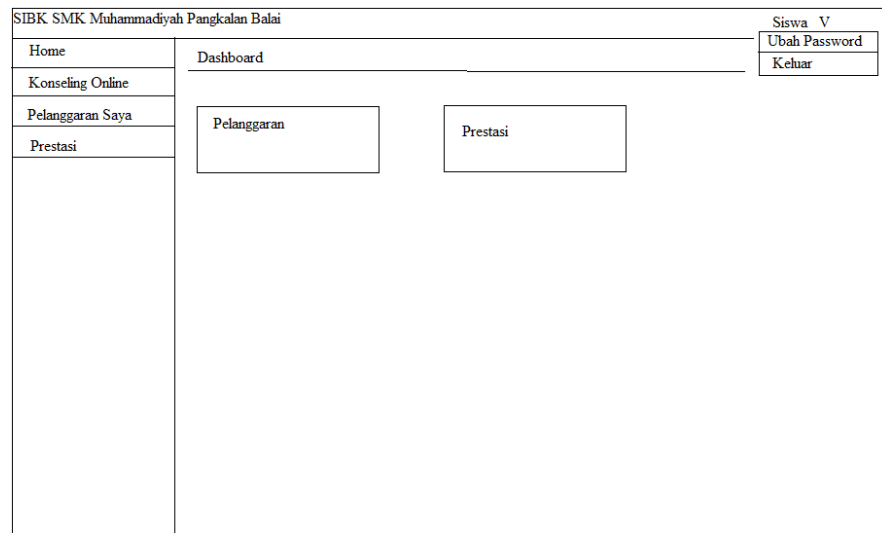 SIBK SMK Muhammadiyah Pangkalan Balai
Siswa V
Ubah Password
Keluar
Home
Konseling Online
Pelanggaran Saya
Prestasi
Dashboard
Pelanggaran
Prestasi